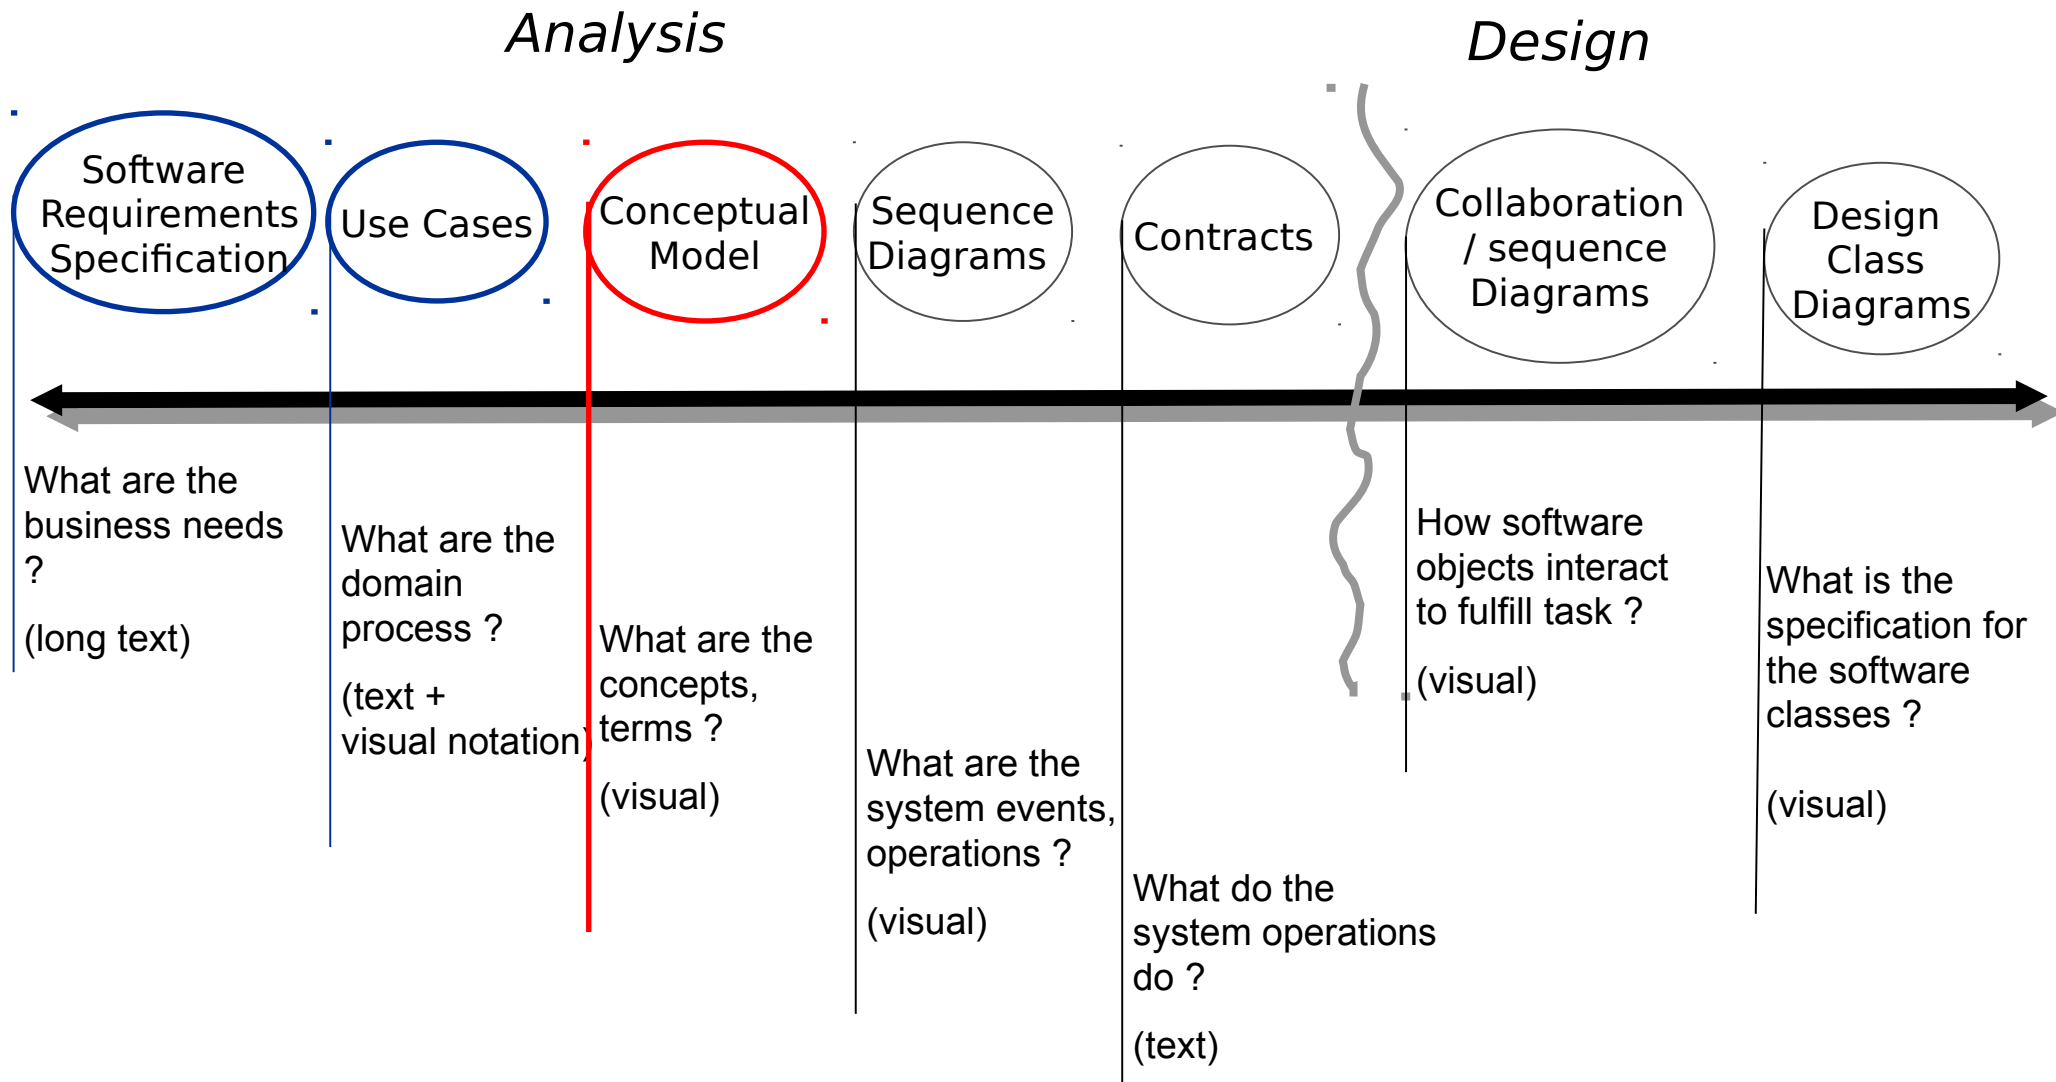 Analysis
Design
Software
Requirements
Specification
Use Cases
Conceptual
Model
Sequence
Diagrams
Contracts
Collaboration
/ sequence
Diagrams
Design
Class
Diagrams
What are the
business needs
?
(long text)
What are the
domain
process ?
(text +
visual notation)
What are the
concepts,
terms ?
(visual)
What are the
system events,
operations ?
(visual)
What do the
system operations
do ?
(text)
How software
objects interact
to fulfill task ?
(visual)
What is the
specification for
the software
classes ?
(visual)